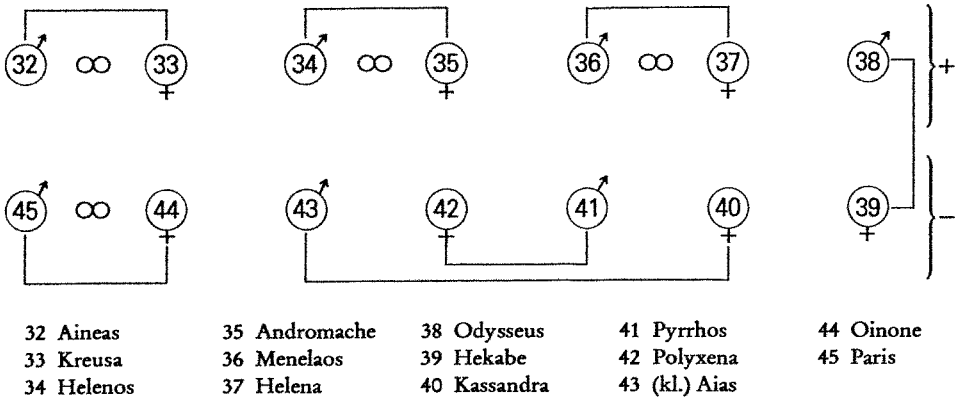 32 ∞ 33 34 ∞ 35 36 ∞ 37 38 +
45 ∞ 44 43 42 41 40 39 −
32 Aineas 35 Andromache 38 Odysseus 41 Pyrrhos 44 Oinone
33 Kreusa 36 Menelaos 39 Hekabe 42 Polyxena 45 Paris
34 Helenos 37 Helena 40 Kassandra 43 (kl.) Aias